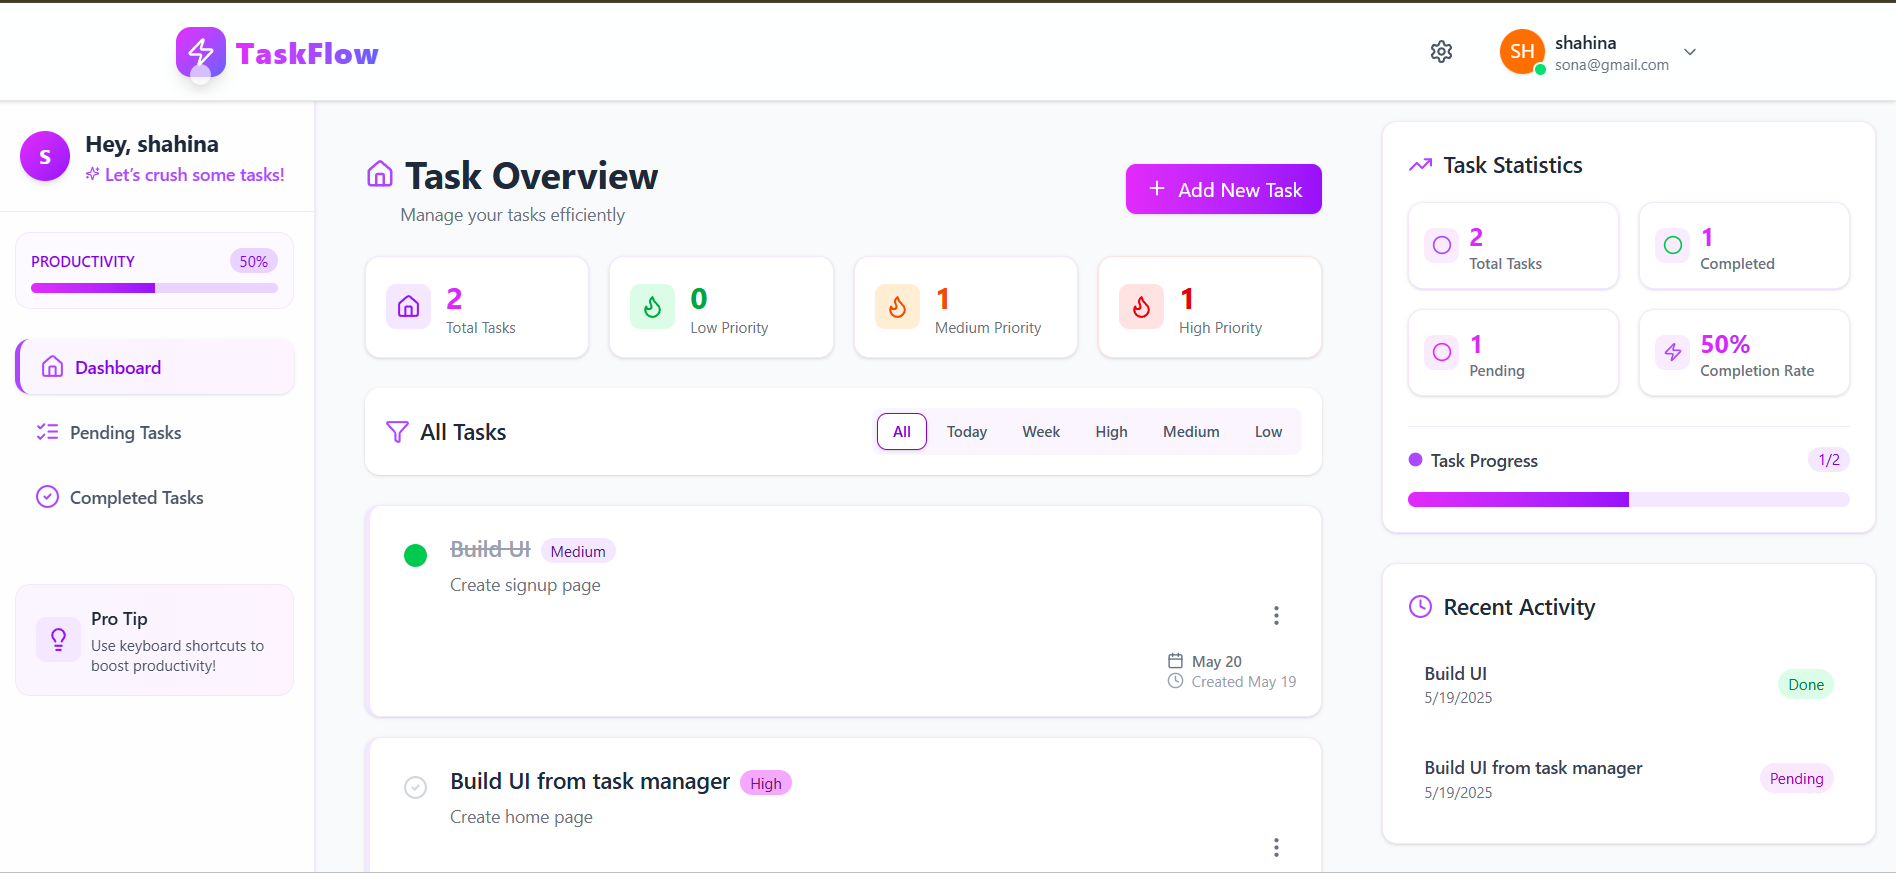 TaskFlow
SH
shahina
sona@gmail.com
S
Hey, shahina
Let's crush some tasks!
PRODUCTIVITY
50%
Dashboard
Pending Tasks
Completed Tasks
Pro Tip
Use keyboard shortcuts to
boost productivity!
Task Overview
Manage your tasks efficiently
+ Add New Task
2
Total Tasks
0
Low Priority
1
Medium Priority
1
High Priority
All Tasks
All Today Week High Medium Low
Build UI Medium
Create signup page
May 20
Created May 19
Build UI from task manager High
Create home page
Task Statistics
2
Total Tasks
1
Completed
1
Pending
50%
Completion Rate
Task Progress
1/2
Recent Activity
Build UI
5/19/2025
Done
Build UI from task manager
5/19/2025
Pending